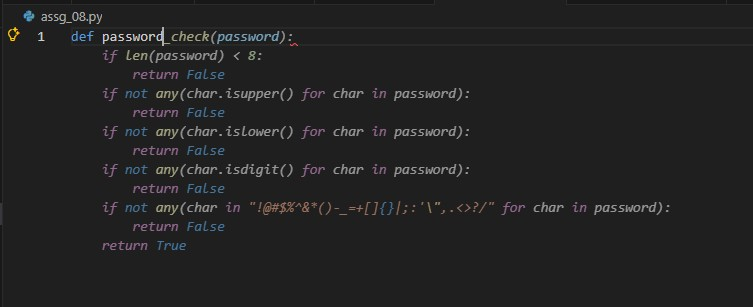 assg_08.py
1 def password_check(password):
if len(password) < 8:
return False
if not any(char.isupper() for char in password):
return False
if not any(char.islower() for char in password):
return False
if not any(char.isdigit() for char in password):
return False
if not any(char in "!@#$%^&*()-_=+[]{}|;:'\",.<>?/" for char in password):
return False
return True